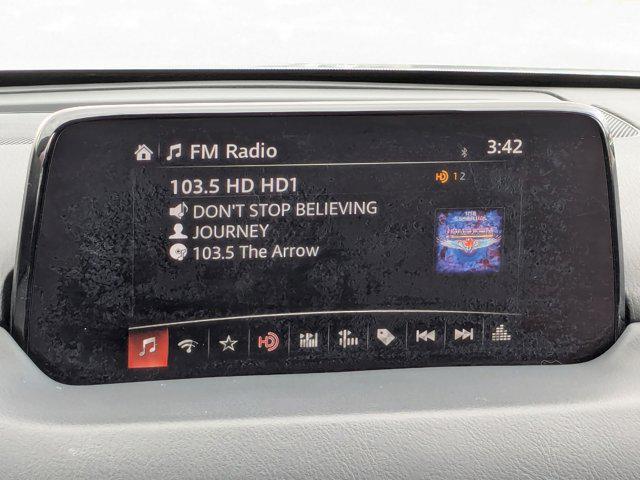 FM Radio
3:42
103.5 HD HD1
HD 1 2
DON'T STOP BELIEVING
JOURNEY
103.5 The Arrow
HD